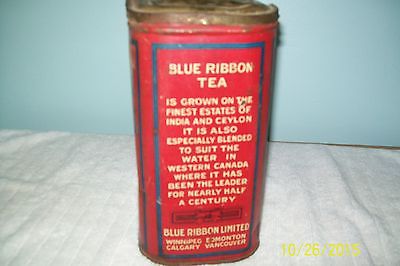 BLUE RIBBON
TEA
IS GROWN ON THE
FINEST ESTATES OF
INDIA AND CEYLON
IT IS ALSO
ESPECIALLY BLENDED
TO SUIT THE
WATER IN
WESTERN CANADA
WHERE IT HAS
BEEN THE LEADER
FOR NEARLY HALF
A CENTURY
BLUE RIBBON LIMITED
WINNIPEG EDMONTON
CALGARY VANCOUVER
10/26/2015